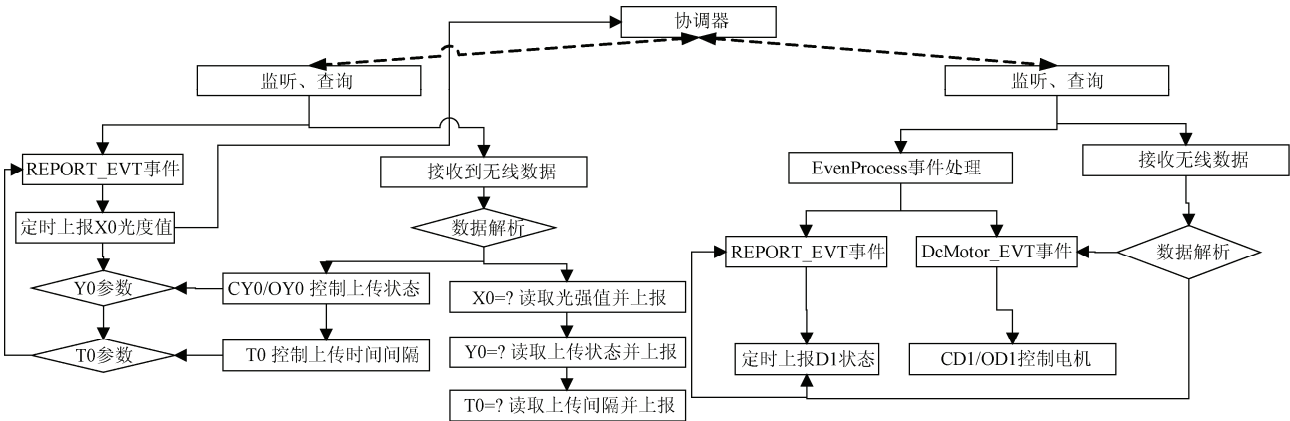 协调器
监听、查询
监听、查询
REPORT_EVT事件
接收到无线数据
EvenProcess事件处理
接收无线数据
定时上报X0光度值
数据解析
REPORT_EVT事件
DcMotor_EVT事件
数据解析
Y0参数
CY0/OY0 控制上传状态
X0=? 读取光强值并上报
T0参数
T0 控制上传时间间隔
Y0=? 读取上传状态并上报
定时上报D1状态
CD1/OD1控制电机
T0=? 读取上传间隔并上报